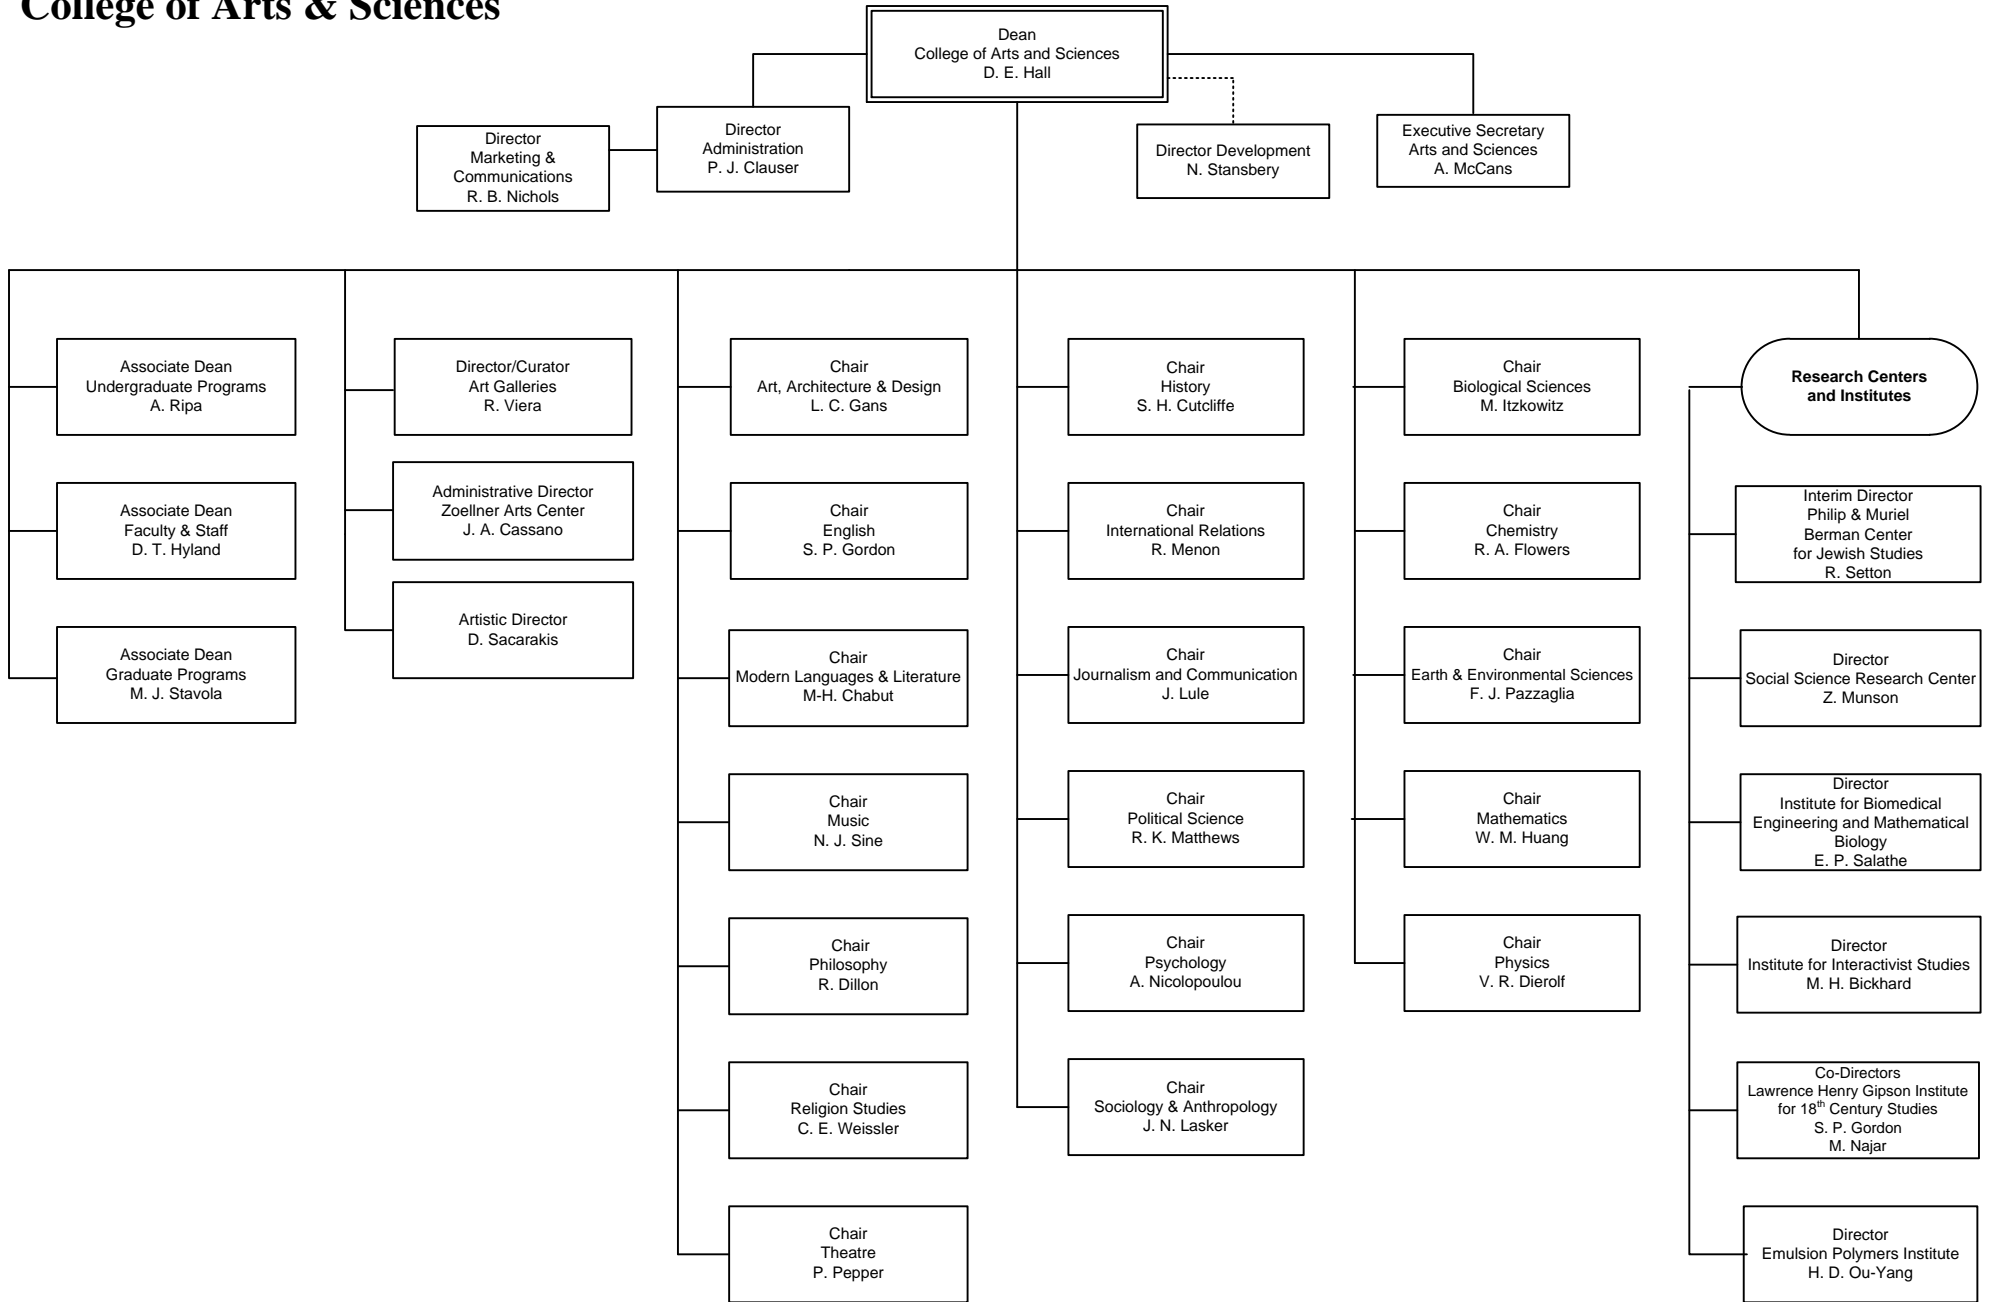 College of Arts & Sciences
Dean
College of Arts and Sciences
D. E. Hall
Director
Marketing &
Communications
R. B. Nichols
Director
Administration
P. J. Clauser
Director Development
N. Stansbery
Executive Secretary
Arts and Sciences
A. McCans
Associate Dean
Undergraduate Programs
A. Ripa
Associate Dean
Faculty & Staff
D. T. Hyland
Associate Dean
Graduate Programs
M. J. Stavola
Director/Curator
Art Galleries
R. Viera
Administrative Director
Zoellner Arts Center
J. A. Cassano
Artistic Director
D. Sacarakis
Chair
Art, Architecture & Design
L. C. Gans
Chair
English
S. P. Gordon
Chair
Modern Languages & Literature
M-H. Chabut
Chair
Music
N. J. Sine
Chair
Philosophy
R. Dillon
Chair
Religion Studies
C. E. Weissler
Chair
Theatre
P. Pepper
Chair
History
S. H. Cutcliffe
Chair
International Relations
R. Menon
Chair
Journalism and Communication
J. Lule
Chair
Political Science
R. K. Matthews
Chair
Psychology
A. Nicolopoulou
Chair
Sociology & Anthropology
J. N. Lasker
Chair
Biological Sciences
M. Itzkowitz
Chair
Chemistry
R. A. Flowers
Chair
Earth & Environmental Sciences
F. J. Pazzaglia
Chair
Mathematics
W. M. Huang
Chair
Physics
V. R. Dierolf
Research Centers
and Institutes
Interim Director
Philip & Muriel
Berman Center
for Jewish Studies
R. Setton
Director
Social Science Research Center
Z. Munson
Director
Institute for Biomedical
Engineering and Mathematical
Biology
E. P. Salathe
Director
Institute for Interactivist Studies
M. H. Bickhard
Co-Directors
Lawrence Henry Gipson Institute
for 18th Century Studies
S. P. Gordon
M. Najar
Director
Emulsion Polymers Institute
H. D. Ou-Yang